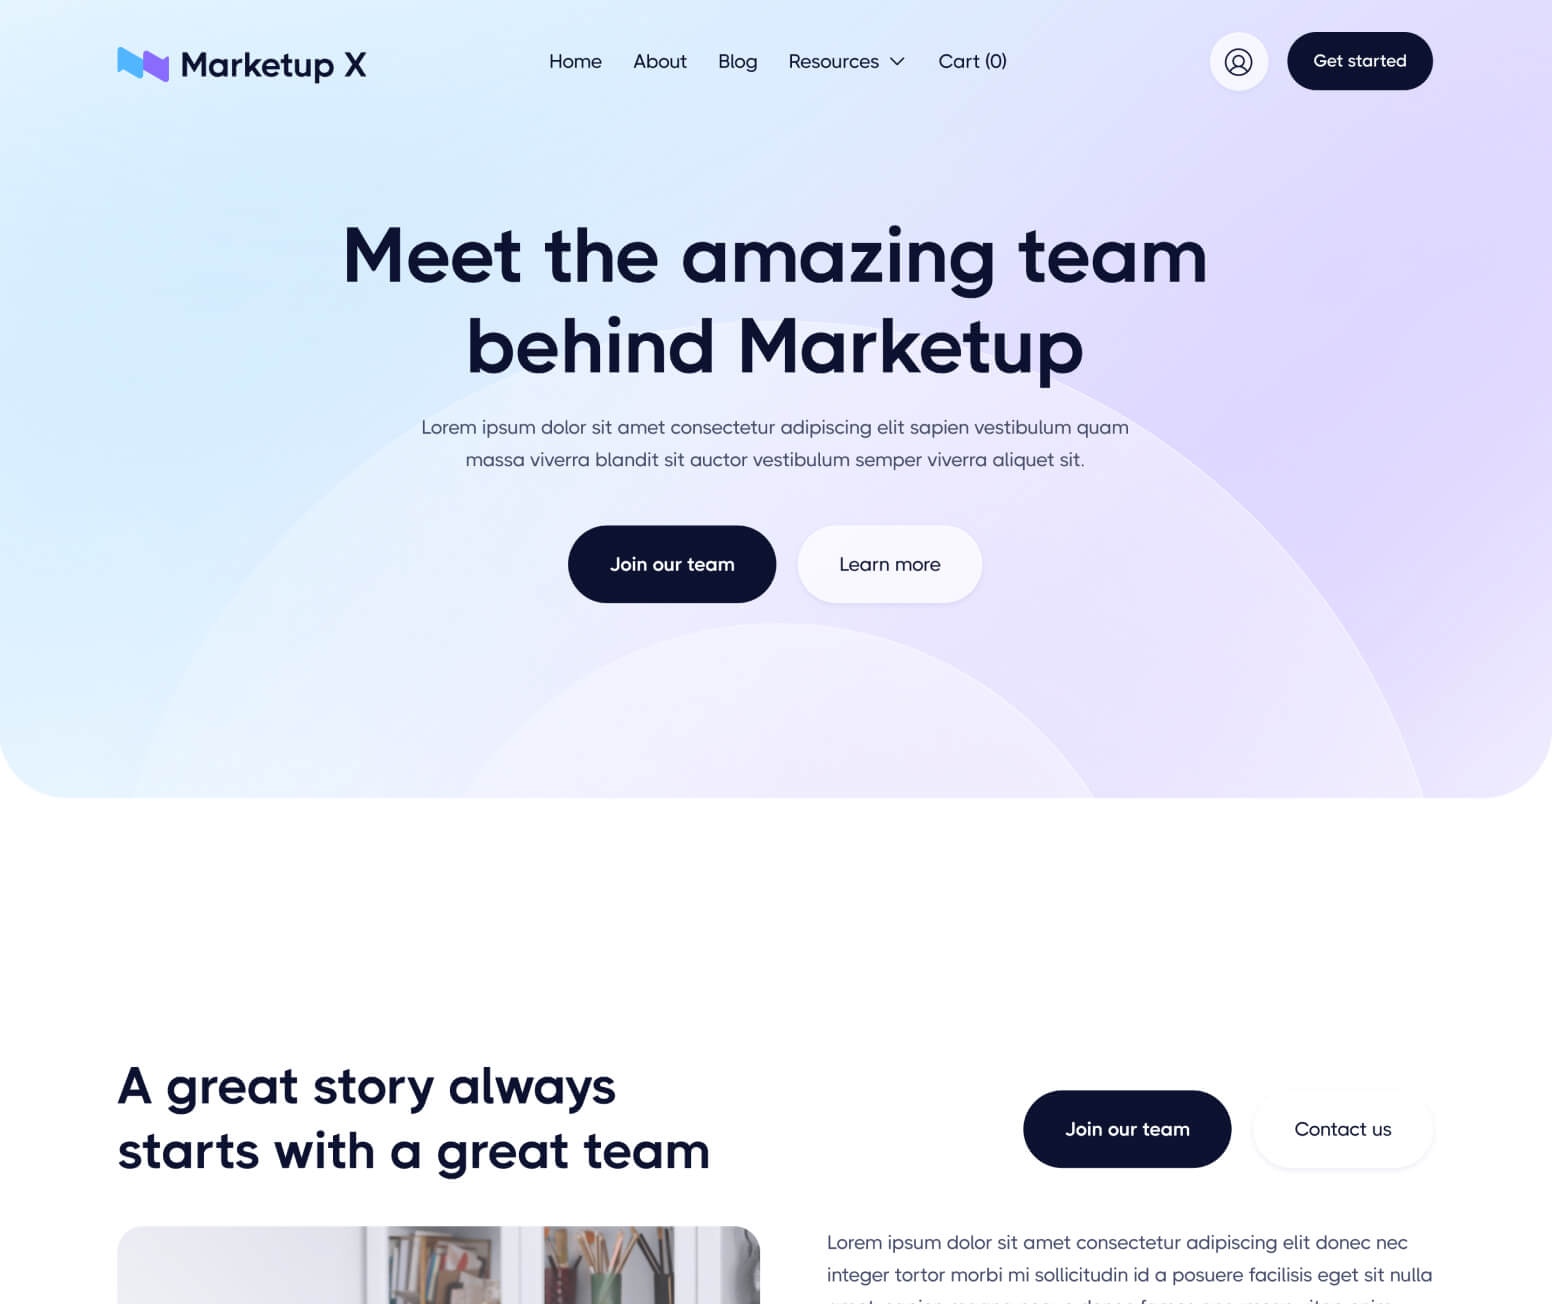 Marketup X
Home About Blog Resources Cart (0)
Get started
Meet the amazing team
behind Marketup
Lorem ipsum dolor sit amet consectetur adipiscing elit sapien vestibulum quam
massa viverra blandit sit auctor vestibulum semper viverra aliquet sit.
Join our team
Learn more
A great story always
starts with a great team
Join our team
Contact us
Lorem ipsum dolor sit amet consectetur adipiscing elit donec nec
integer tortor morbi mi sollicitudin id a posuere facilisis eget sit nulla